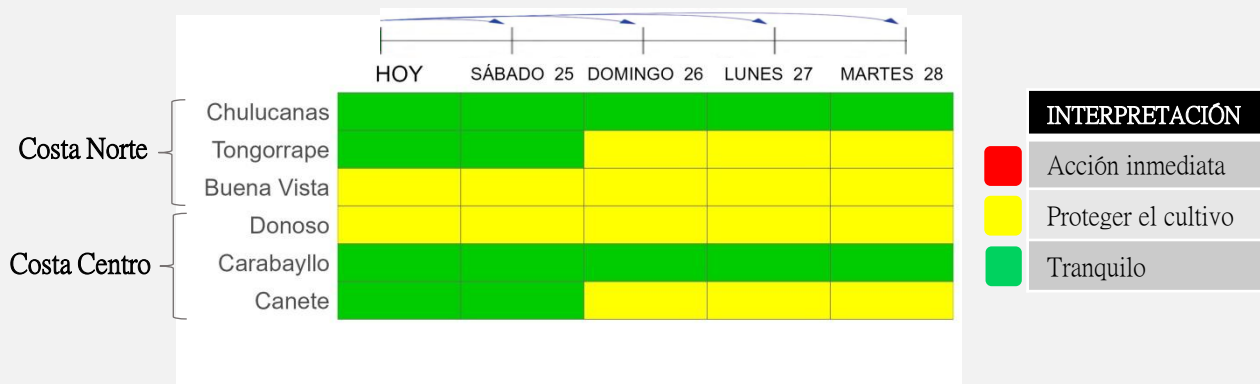 HOY SÁBADO 25 DOMINGO 26 LUNES 27 MARTES 28
Costa Norte
Chulucanas
Tongorrape
Buena Vista
Costa Centro
Donoso
Carabayllo
Canete
INTERPRETACIÓN
Acción inmediata
Proteger el cultivo
Tranquilo